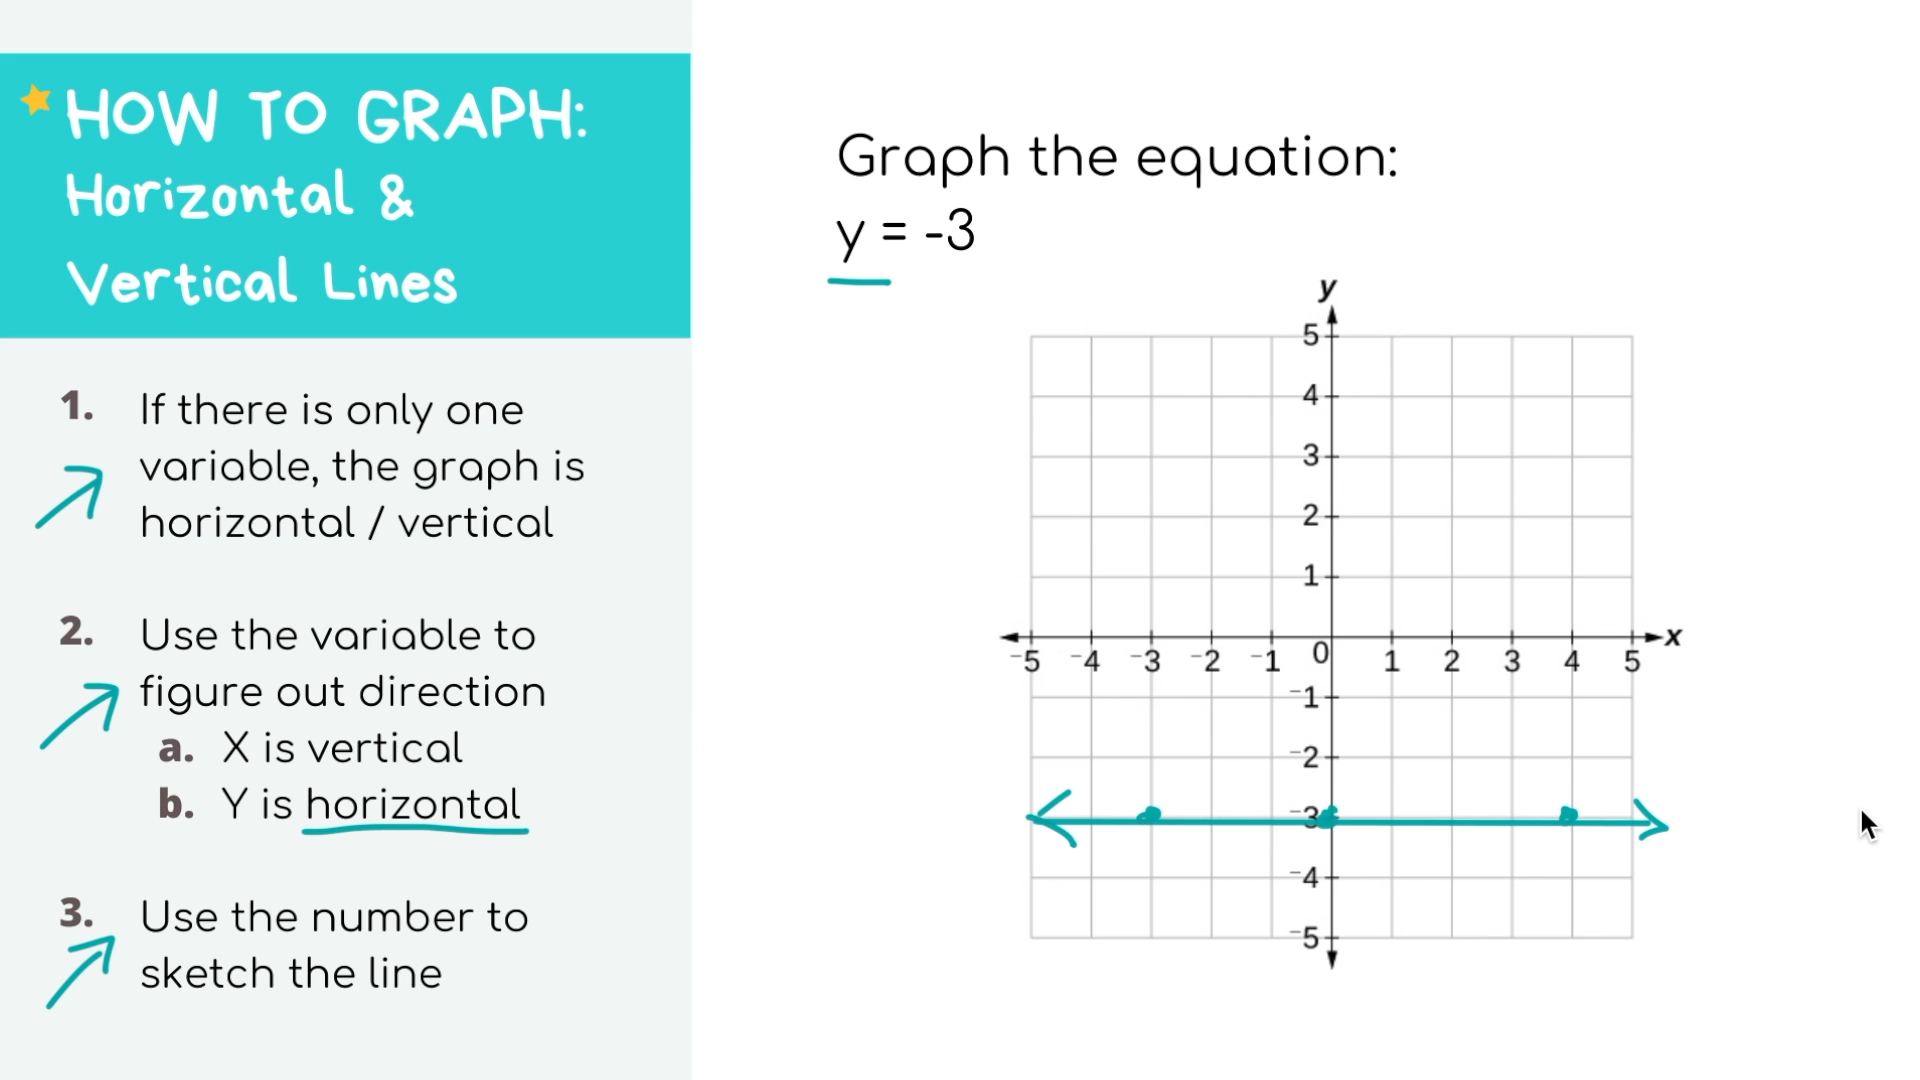 HOW TO GRAPH:
Horizontal &
Vertical Lines
1. If there is only one
variable, the graph is
horizontal / vertical
2. Use the variable to
figure out direction
a. X is vertical
b. Y is horizontal
3. Use the number to
sketch the line
Graph the equation:
y = -3
y
5
4
3
2
1
x
-5 -4 -3 -2 -1 0 1 2 3 4 5
-1
-2
-3
-4
-5